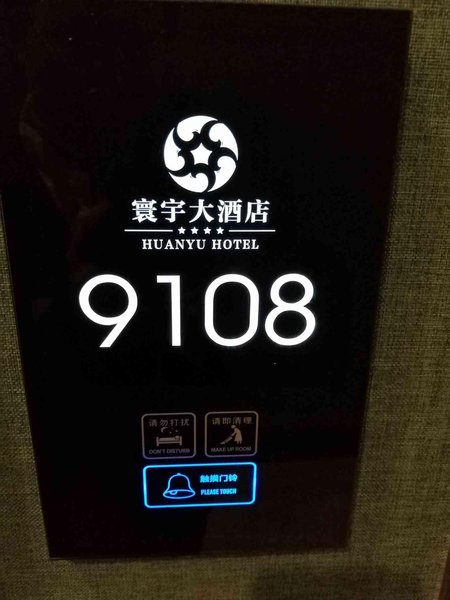 寰宇大酒店
★★★★
HUANYU HOTEL
9108
请勿打扰
DON'T DISTURB
请即清理
MAKE UP ROOM
触摸门铃
PLEASE TOUCH